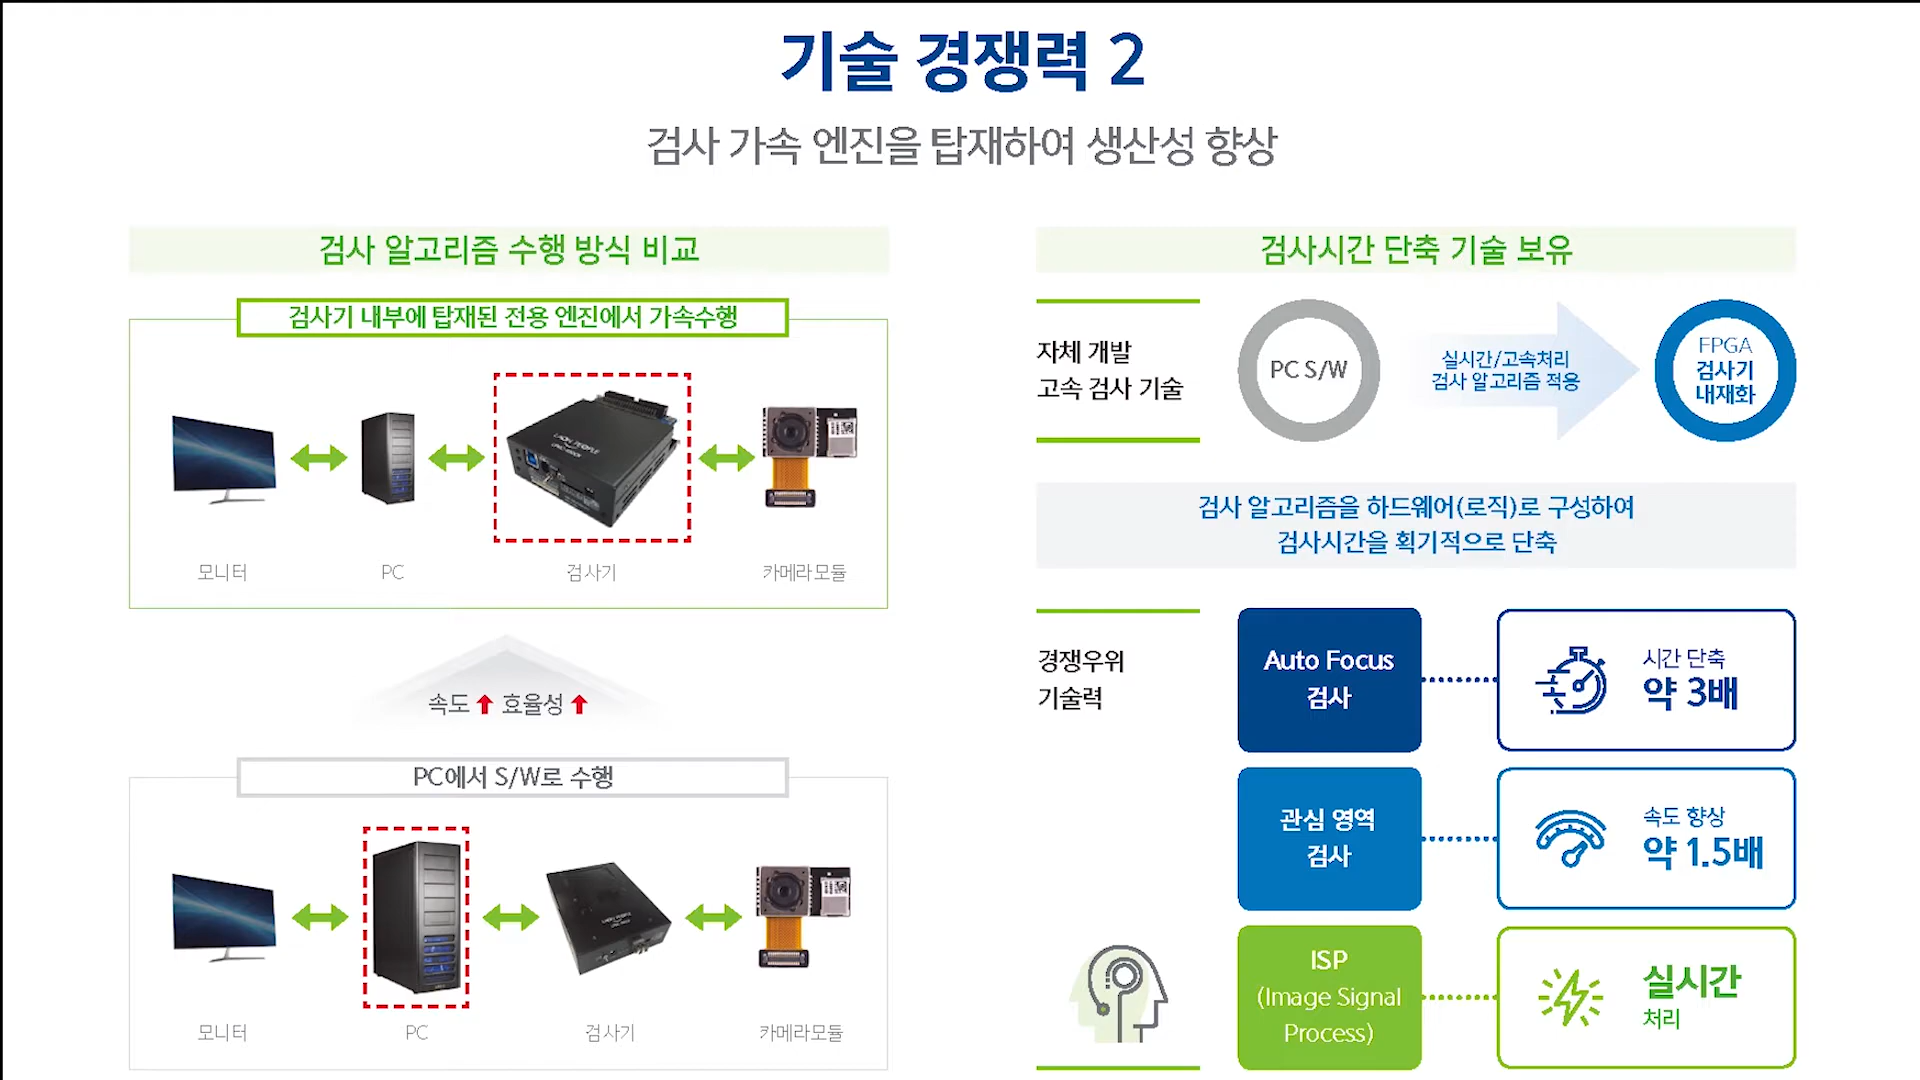 기술 경쟁력 2
검사 가속 엔진을 탑재하여 생산성 향상
검사 알고리즘 수행 방식 비교
검사기 내부에 탑재된 전용 엔진에서 가속수행
LAON PEOPLE
모니터
PC
검사기
카메라모듈
속도 효율성
PC에서 S/W로 수행
LAON PEOPLE
모니터
PC
검사기
카메라모듈
검사시간 단축 기술 보유
자체 개발
고속 검사 기술
PC S/W
실시간/고속처리
검사 알고리즘 적용
FPGA
검사기
내재화
검사 알고리즘을 하드웨어(로직)로 구성하여
검사시간을 획기적으로 단축
경쟁우위
기술력
Auto Focus
검사
시간 단축
약 3배
관심 영역
검사
속도 향상
약 1.5배
ISP
(Image Signal
Process)
실시간
처리